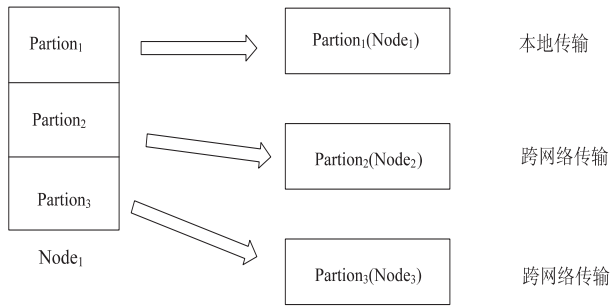 Partion₁
Partion₁(Node₁)
本地传输
Partion₂
Partion₂(Node₂)
跨网络传输
Partion₃
Node₁
Partion₃(Node₃)
跨网络传输